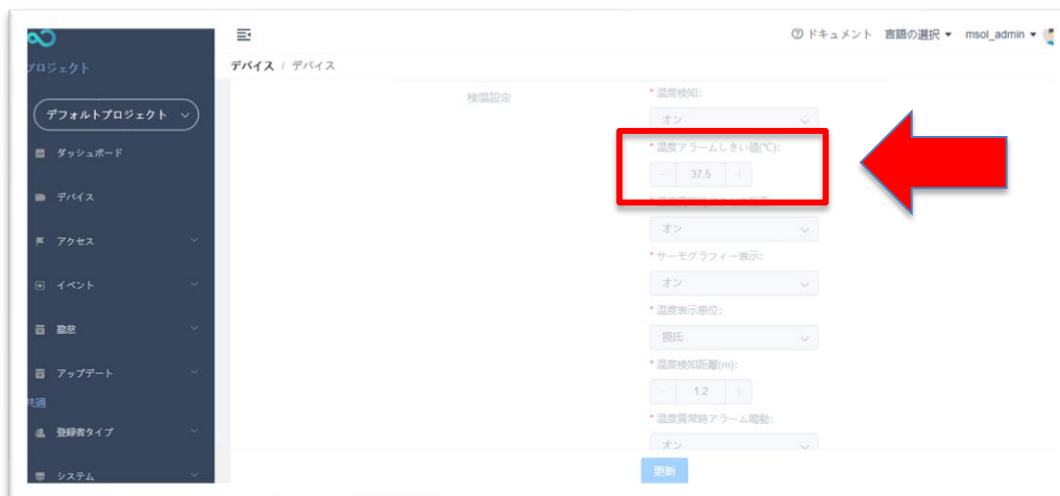 ドキュメント 言語の選択 msol_admin
プロジェクト
デバイス / デバイス
デフォルトプロジェクト
ダッシュボード
デバイス
アクセス
イベント
勤怠
アップデート
共通
登録者タイプ
システム
検温設定
* 温度検知:
オン
* 温度アラームしきい値(℃):
− 37.5 +
オン
* サーモグラフィー表示:
オン
* 温度表示単位:
摂氏
* 温度検知距離(m):
− 1.2 +
* 温度異常時アラーム鳴動:
オン
更新